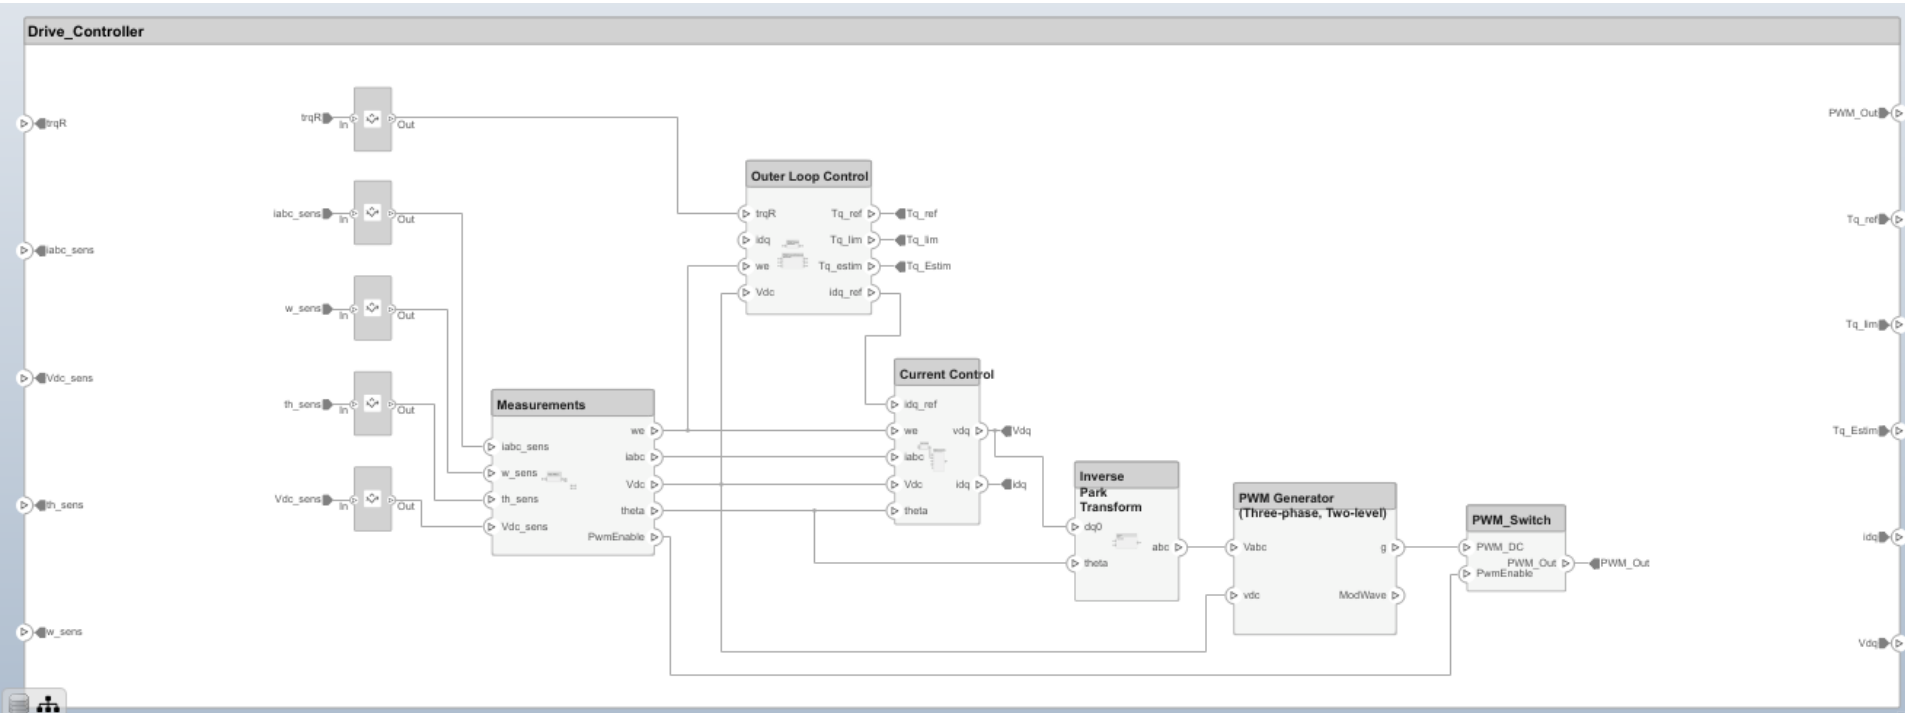 Drive_Controller
trqR
iabc_sens
Vdc_sens
th_sens
w_sens
trqR In Out
iabc_sens In Out
w_sens In Out
th_sens In Out
Vdc_sens In Out
Measurements
iabc_sens
w_sens
th_sens
Vdc_sens
we
iabc
Vdc
theta
PwmEnable
Outer Loop Control
trqR
idq
we
Vdc
Tq_ref
Tq_lim
Tq_estim
idq_ref
Tq_ref
Tq_lim
Tq_Estim
Current Control
idq_ref
we
iabc
Vdc
theta
vdq
idq
Vdq
idq
Inverse
Park
Transform
dq0
theta
abc
PWM Generator
(Three-phase, Two-level)
Vabc
vdc
g
ModWave
PWM_Switch
PWM_DC
PwmEnable
PWM_Out
PWM_Out
PWM_Out
Tq_ref
Tq_lim
Tq_Estim
idq
Vdq